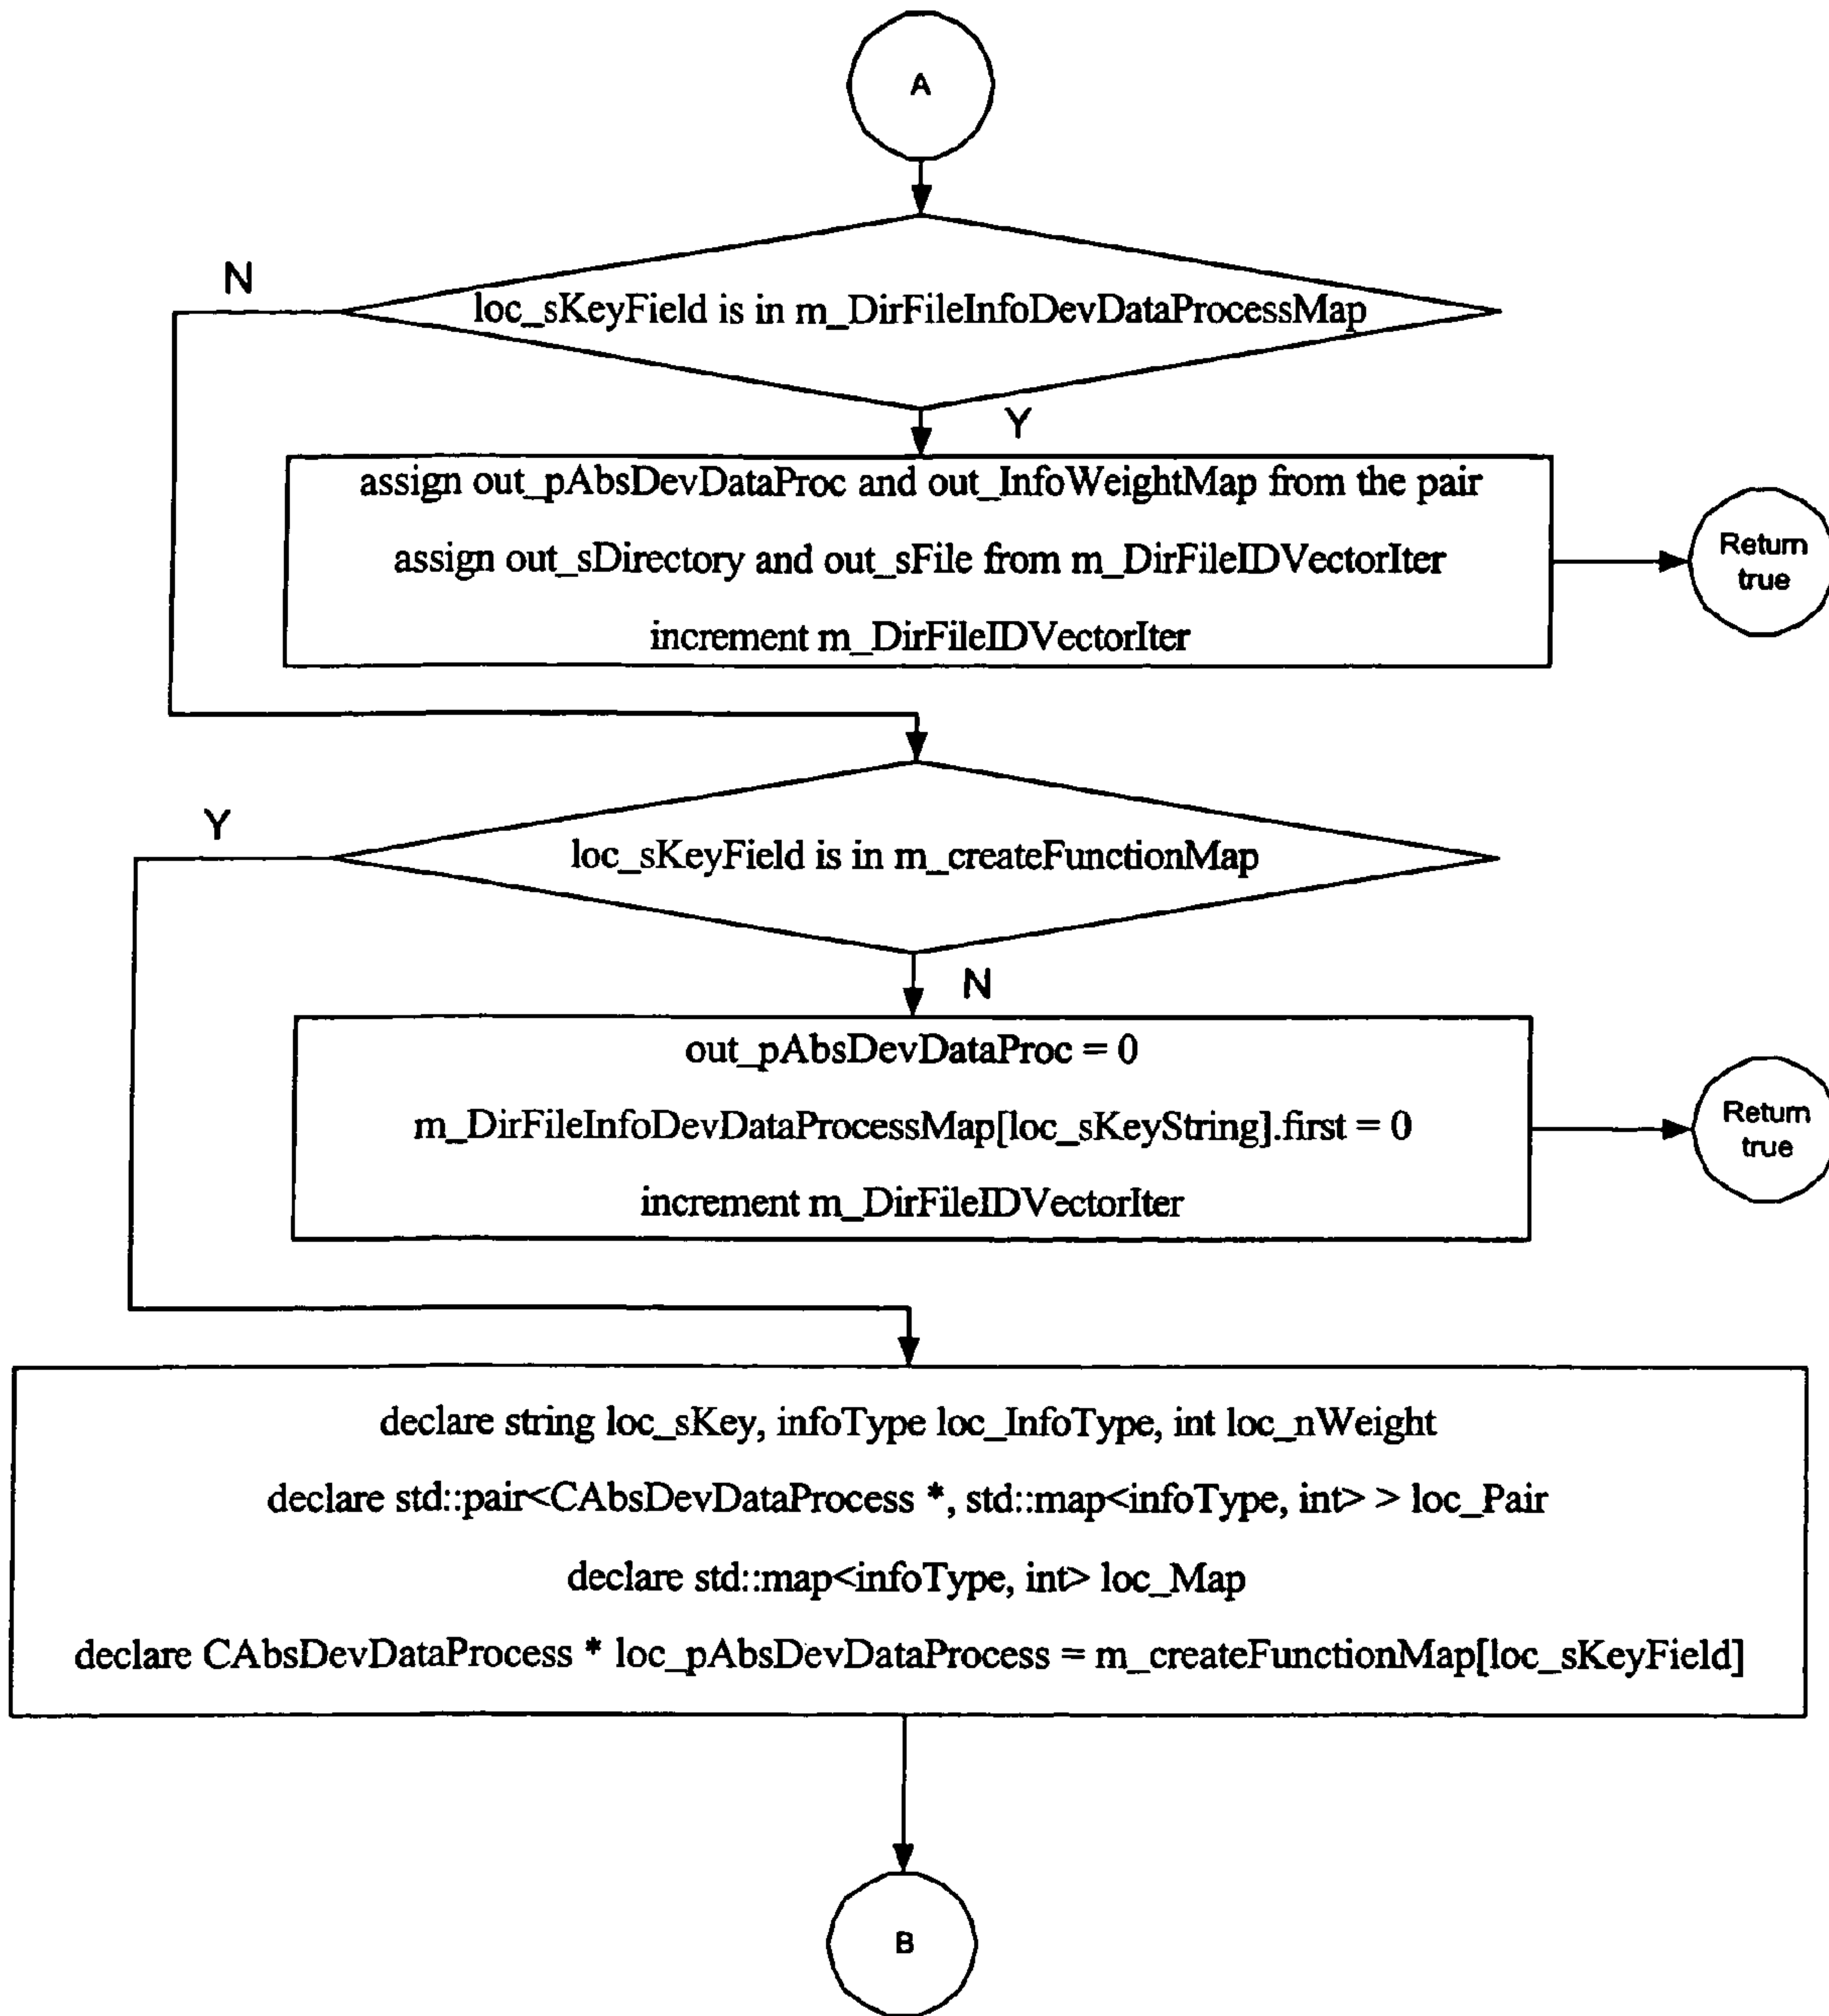 A
N
loc_sKeyField is in m_DirFileInfoDevDataProcessMap
Y
assign out_pAbsDevDataProc and out_InfoWeightMap from the pair
assign out_sDirectory and out_sFile from m_DirFileIDVectorIter
increment m_DirFileIDVectorIter
Return
true
Y
loc_sKeyField is in m_createFunctionMap
N
out_pAbsDevDataProc = 0
m_DirFileInfoDevDataProcessMap[loc_sKeyString].first = 0
increment m_DirFileIDVectorIter
Return
true
declare string loc_sKey, infoType loc_InfoType, int loc_nWeight
declare std::pair<CAbsDevDataProcess *, std::map<infoType, int> > loc_Pair
declare std::map<infoType, int> loc_Map
declare CAbsDevDataProcess * loc_pAbsDevDataProcess = m_createFunctionMap[loc_sKeyField]
B